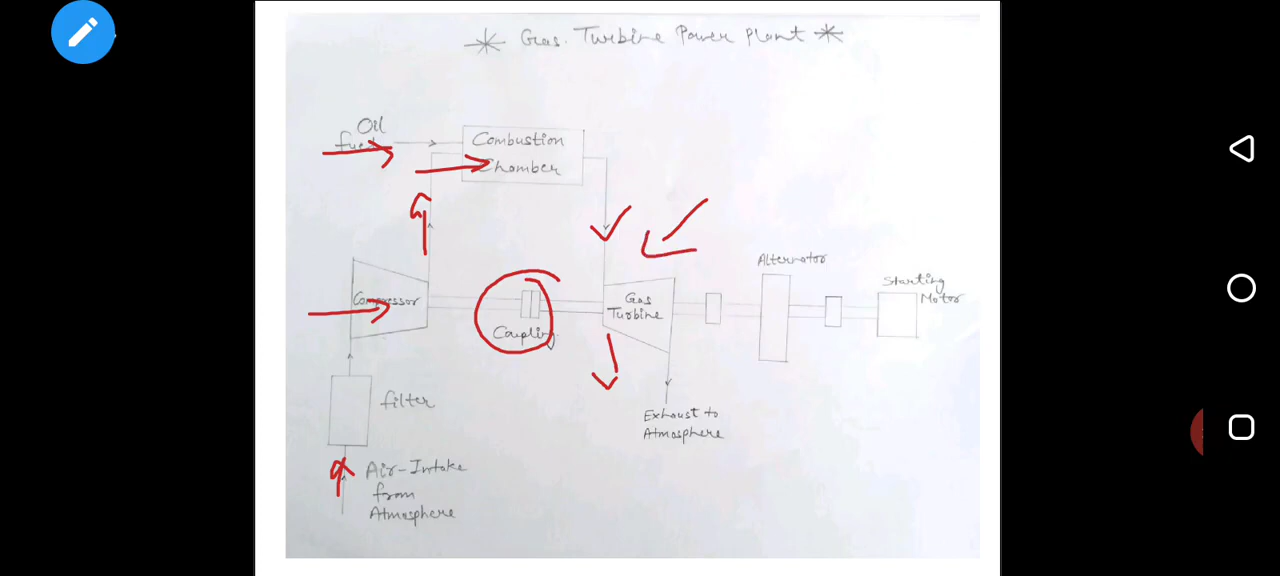 * Gas. Turbine Power Plant *
Oil
fuel
Combustion
Chamber
Alternator
Starting
Motor
Compressor
Gas
Turbine
Coupling
filter
Exhaust to
Atmosphere
Air-Intake
from
Atmosphere